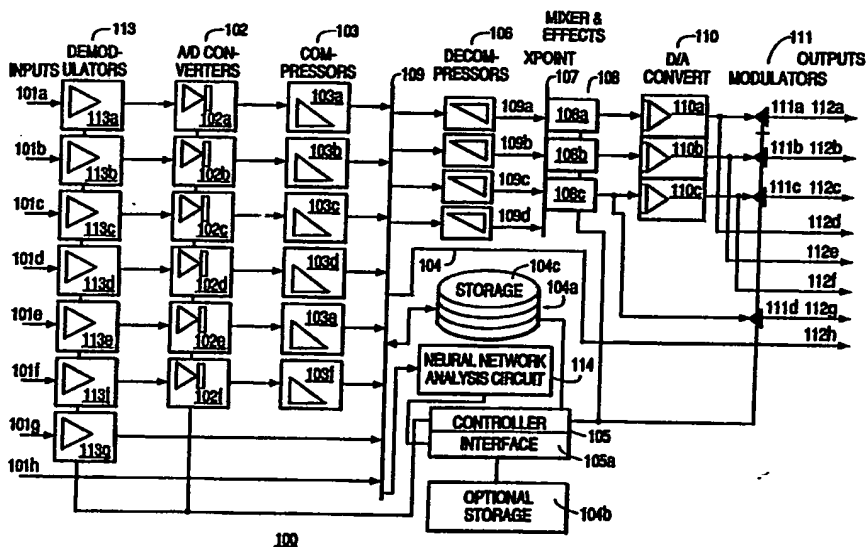 113
102
103
106
MIXER &
EFFECTS
110
111
DEMOD-
ULATORS
A/D CON-
VERTERS
COM-
PRESSORS
DECOMP-
RESSORS
XPOINT
D/A
CONVERT
MODULATORS
OUTPUTS
INPUTS
109
107
108
101a
113a
102a
103a
109a
108a
110a
111a
112a
101b
113b
102b
103b
109b
108b
110b
111b
112b
101c
113c
102c
103c
109c
108c
110c
111c
112c
109d
112d
101d
113d
102d
103d
104
104c
112e
STORAGE
104a
112f
101e
113e
102e
103e
111d
112g
112h
NEURAL NETWORK
ANALYSIS CIRCUIT
114
101f
113f
102f
103f
101g
113g
CONTROLLER
105
INTERFACE
105a
101h
OPTIONAL
STORAGE
104b
100